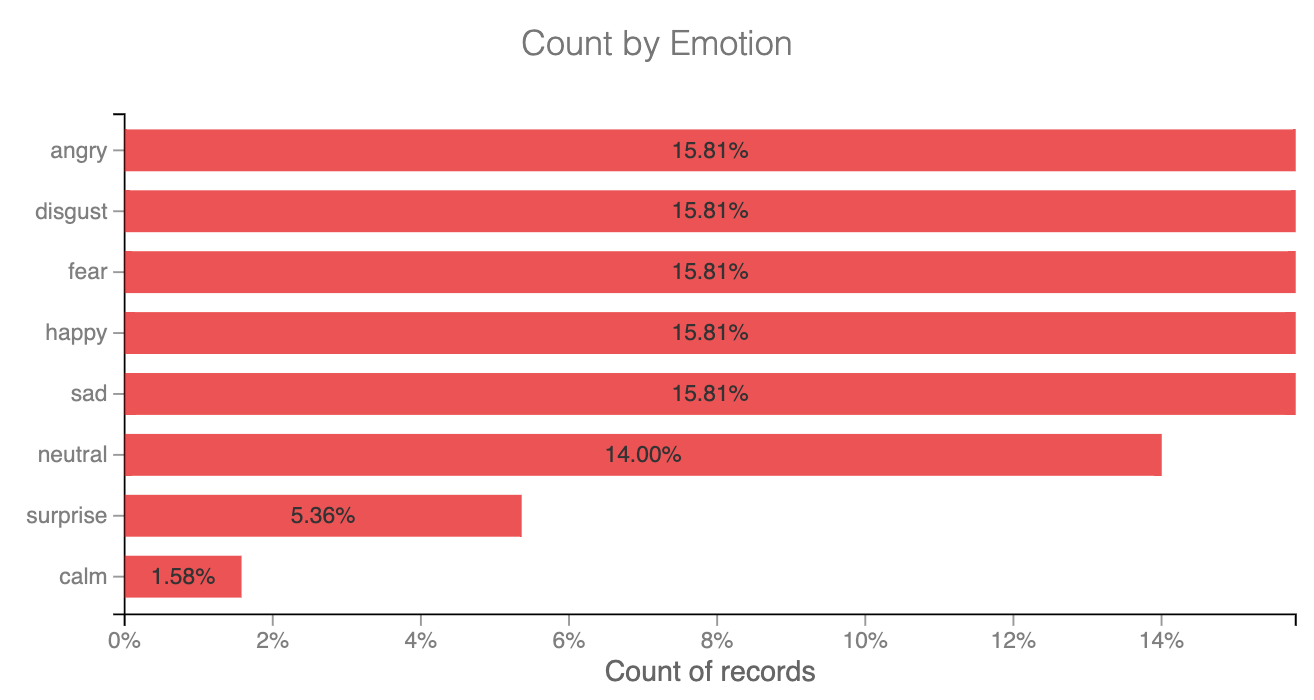 Count by Emotion
angry 15.81%
disgust 15.81%
fear 15.81%
happy 15.81%
sad 15.81%
neutral 14.00%
surprise 5.36%
calm 1.58%
0% 2% 4% 6% 8% 10% 12% 14%
Count of records